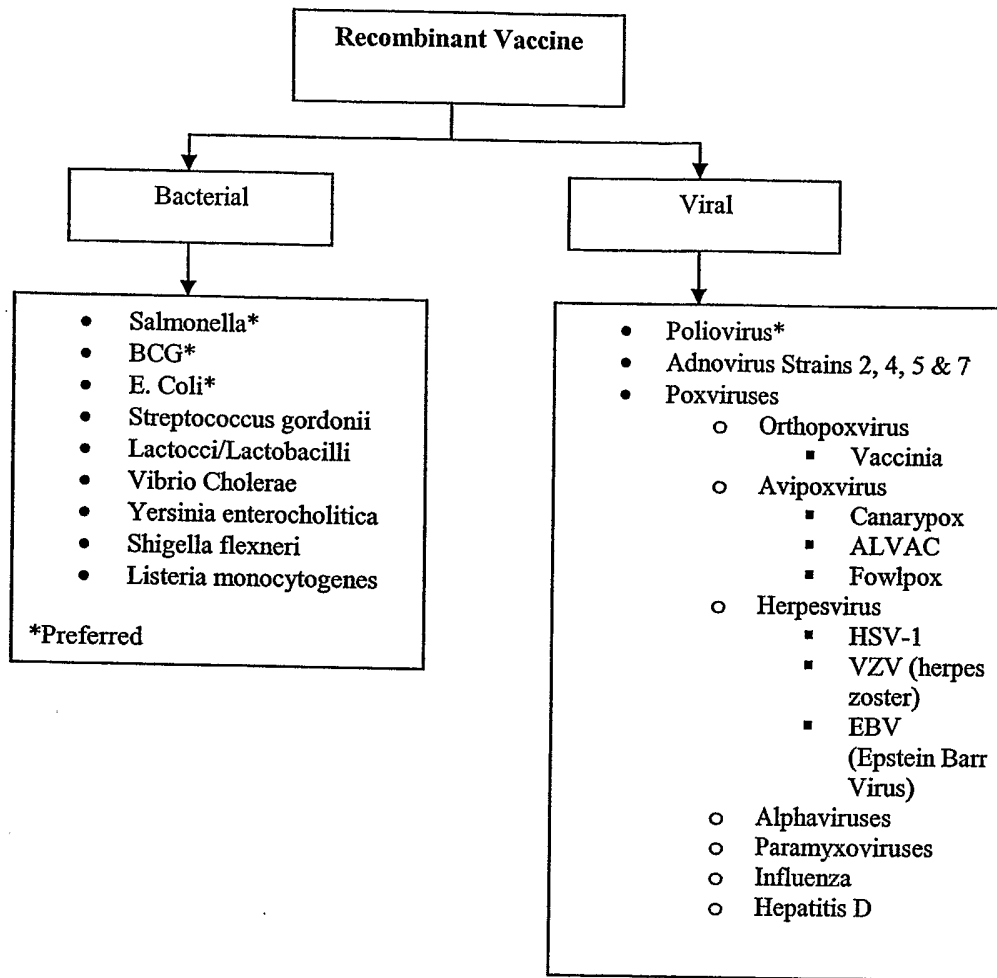 Recombinant Vaccine
Bacterial
Viral
• Salmonella*
• BCG*
• E. Coli*
• Streptococcus gordonii
• Lactocci/Lactobacilli
• Vibrio Cholerae
• Yersinia enterocholitica
• Shigella flexneri
• Listeria monocytogenes
*Preferred
• Poliovirus*
• Adnovirus Strains 2, 4, 5 & 7
• Poxviruses
o Orthopoxvirus
▪ Vaccinia
o Avipoxvirus
▪ Canarypox
▪ ALVAC
▪ Fowlpox
o Herpesvirus
▪ HSV-1
▪ VZV (herpes
zoster)
▪ EBV
(Epstein Barr
Virus)
o Alphaviruses
o Paramyxoviruses
o Influenza
o Hepatitis D